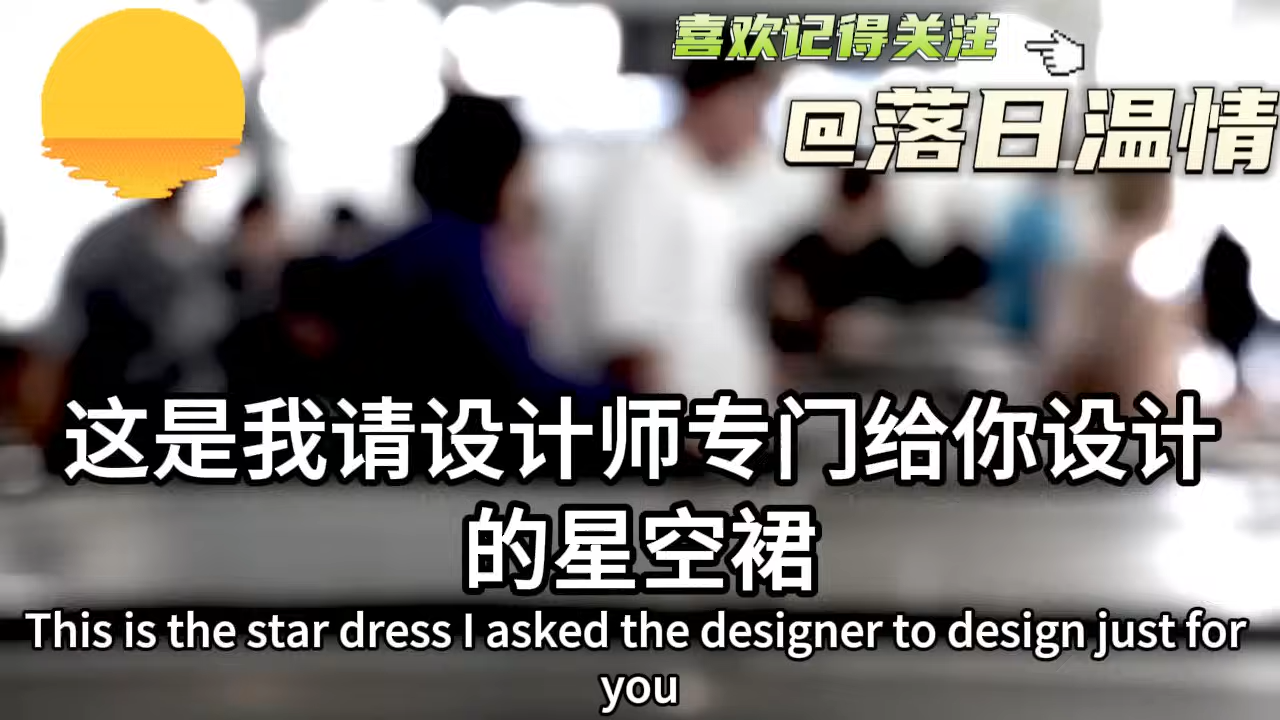 喜欢记得关注
@落日温情
这是我请设计师专门给你设计
的星空裙
This is the star dress I asked the designer to design just for
you